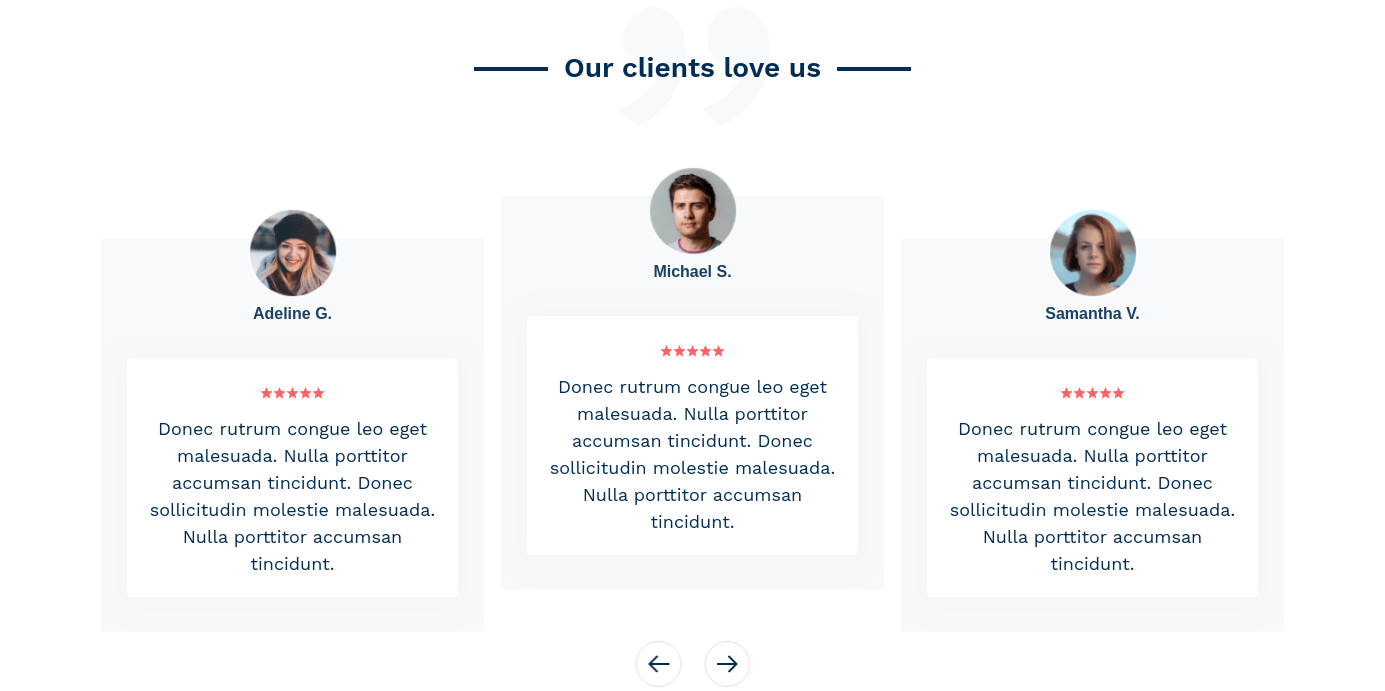 Our clients love us
Adeline G.
★★★★★
Donec rutrum congue leo eget
malesuada. Nulla porttitor
accumsan tincidunt. Donec
sollicitudin molestie malesuada.
Nulla porttitor accumsan
tincidunt.
Michael S.
★★★★★
Donec rutrum congue leo eget
malesuada. Nulla porttitor
accumsan tincidunt. Donec
sollicitudin molestie malesuada.
Nulla porttitor accumsan
tincidunt.
Samantha V.
★★★★★
Donec rutrum congue leo eget
malesuada. Nulla porttitor
accumsan tincidunt. Donec
sollicitudin molestie malesuada.
Nulla porttitor accumsan
tincidunt.